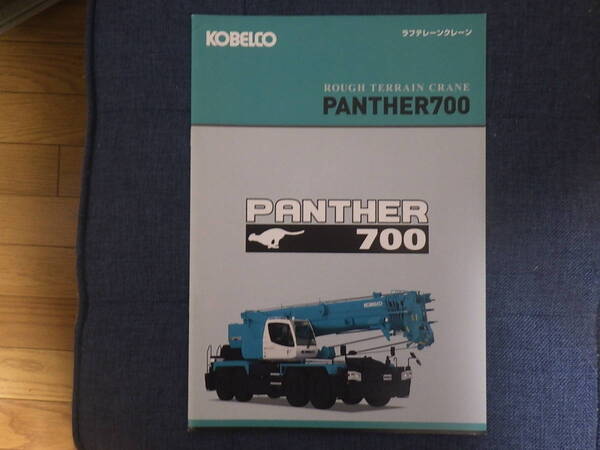 KOBELCO
ラフテレーンクレーン
ROUGH TERRAIN CRANE
PANTHER700
PANTHER
700
KOBELCO